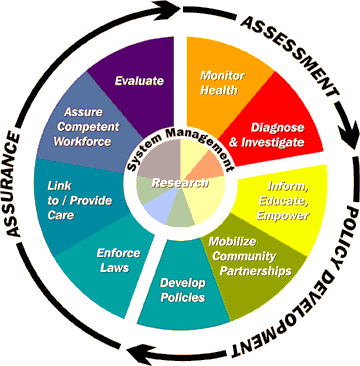 ASSESSMENT
POLICY DEVELOPMENT
ASSURANCE
Monitor
Health
Diagnose
& Investigate
Inform,
Educate,
Empower
Mobilize
Community
Partnerships
Develop
Policies
Enforce
Laws
Link
to / Provide
Care
Assure
Competent
Workforce
Evaluate
System Management
Research